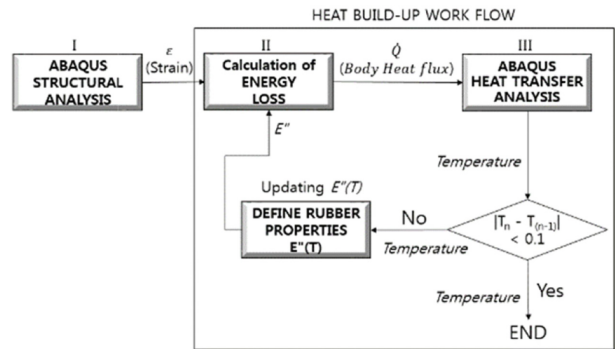 HEAT BUILD-UP WORK FLOW
I
ABAQUS
STRUCTURAL
ANALYSIS
ε
(Strain)
II
Calculation of
ENERGY
LOSS
Q̇
(Body Heat flux)
III
ABAQUS
HEAT TRANSFER
ANALYSIS
E"
Temperature
Updating E"(T)
DEFINE RUBBER
PROPERTIES
E"(T)
No
Temperature
|Tn - T(n-1)|
< 0.1
Temperature
Yes
END